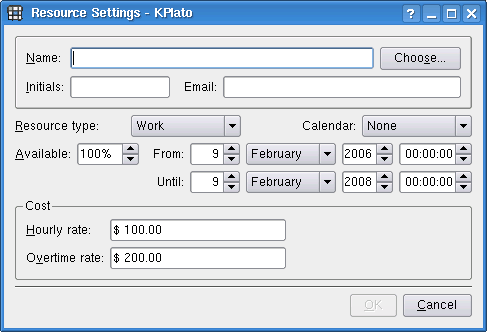 Resource Settings - KPlato
Name: Choose...
Initials: Email:
Resource type: Work Calendar: None
Available: 100% From: 9 February 2006 00:00:00
Until: 9 February 2008 00:00:00
Cost
Hourly rate: $ 100.00
Overtime rate: $ 200.00
OK Cancel